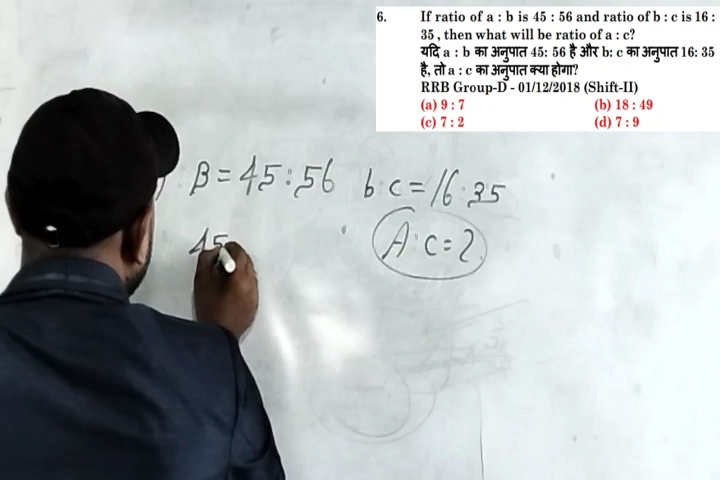 6. If ratio of a : b is 45 : 56 and ratio of b : c is 16 :
35 , then what will be ratio of a : c?
यदि a : b का अनुपात 45: 56 है और b: c का अनुपात 16: 35
है, तो a : c का अनुपात क्या होगा?
RRB Group-D - 01/12/2018 (Shift-II)
(a) 9 : 7 (b) 18 : 49
(c) 7 : 2 (d) 7 : 9
: B = 45 : 56 b : c = 16 : 35
45 A : C = ?